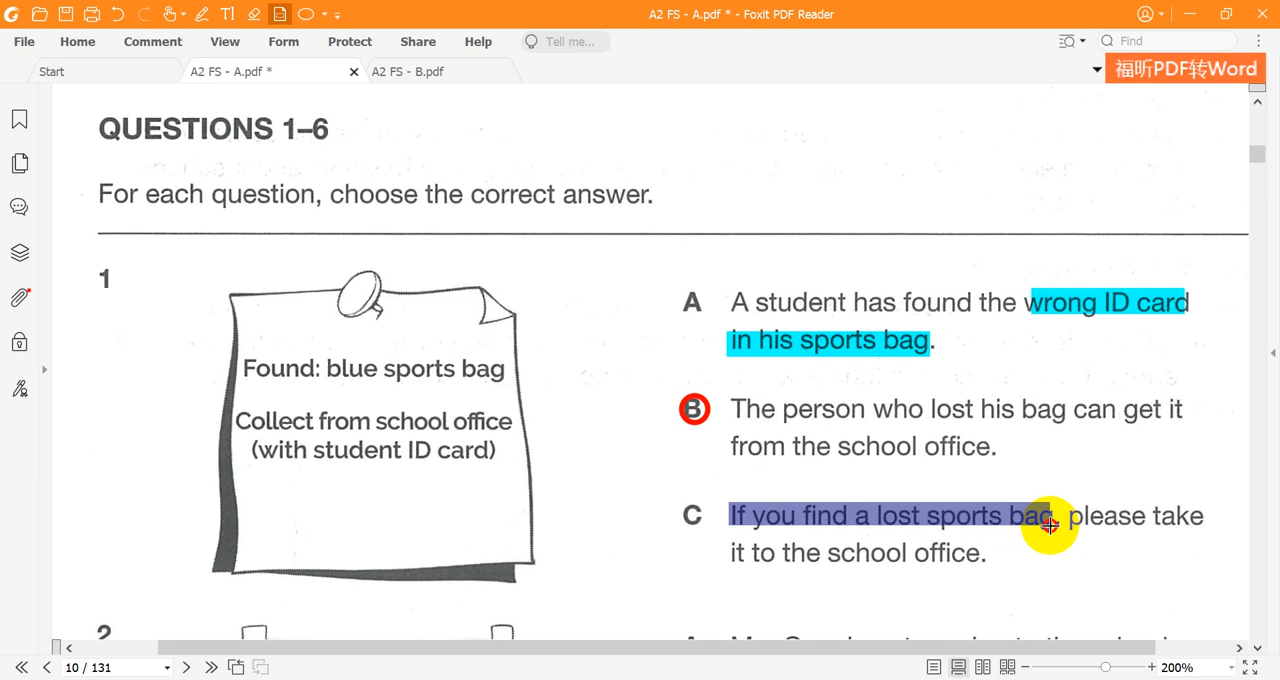 A2 FS - A.pdf * - Foxit PDF Reader
File Home Comment View Form Protect Share Help Tell me... Find
Start A2 FS - A.pdf * A2 FS - B.pdf 福昕PDF转Word
QUESTIONS 1–6
For each question, choose the correct answer.
1
Found: blue sports bag
Collect from school office
(with student ID card)
A A student has found the wrong ID card
in his sports bag.
B The person who lost his bag can get it
from the school office.
C If you find a lost sports bag, please take
it to the school office.
2
10 / 131 200%